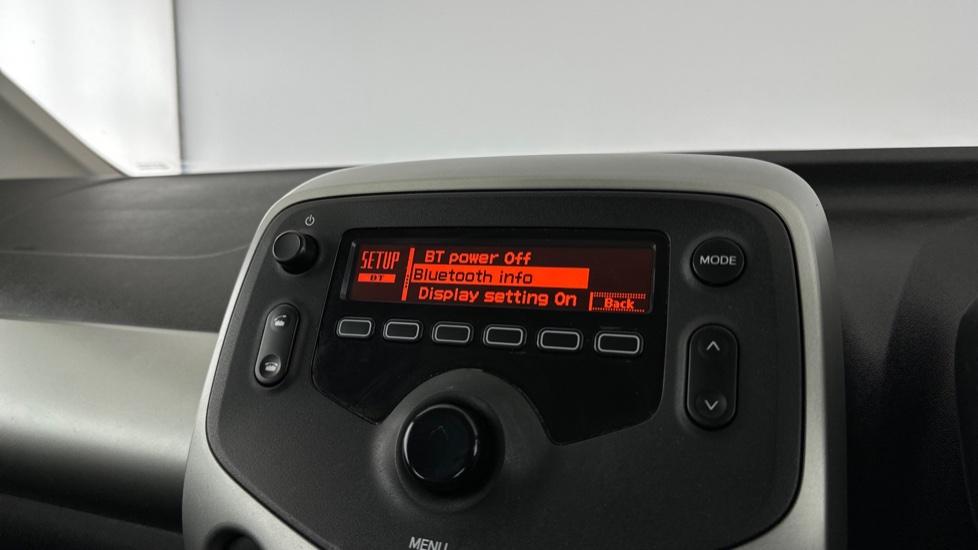 SETUP
BT
BT power Off
Bluetooth info
Display setting On
Back
MODE
MENU